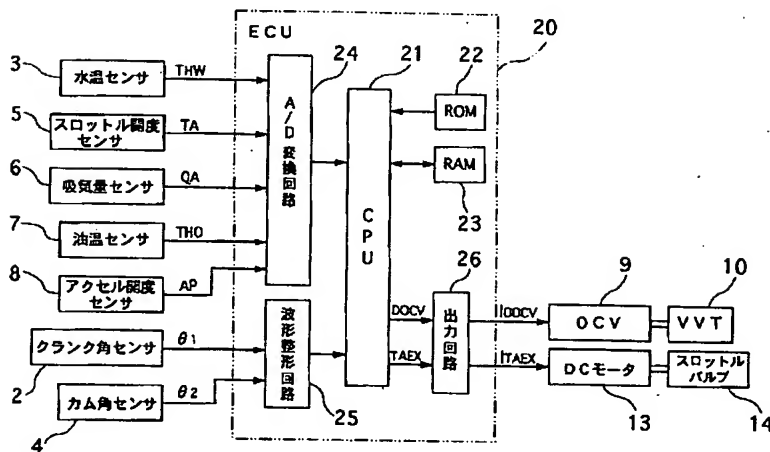 ECU
20
3
水温センサ
THW
24
21
22
5
スロットル開度
センサ
TA
A/D変換回路
ROM
6
吸気量センサ
QA
RAM
23
7
油温センサ
THO
CPU
8
アクセル開度
センサ
AP
26
9
10
DOCV
出力回路
IDOCV
OCV
VVT
クランク角センサ
θ1
波形整形回路
TAEX
ITAEX
DCモータ
スロットル
バルブ
2
カム角センサ
θ2
25
13
14
4